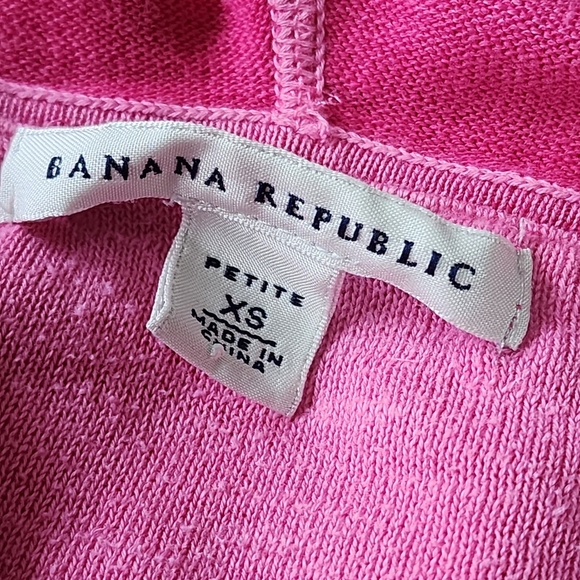 BANANA REPUBLIC
PETITE
XS
MADE IN
CHINA